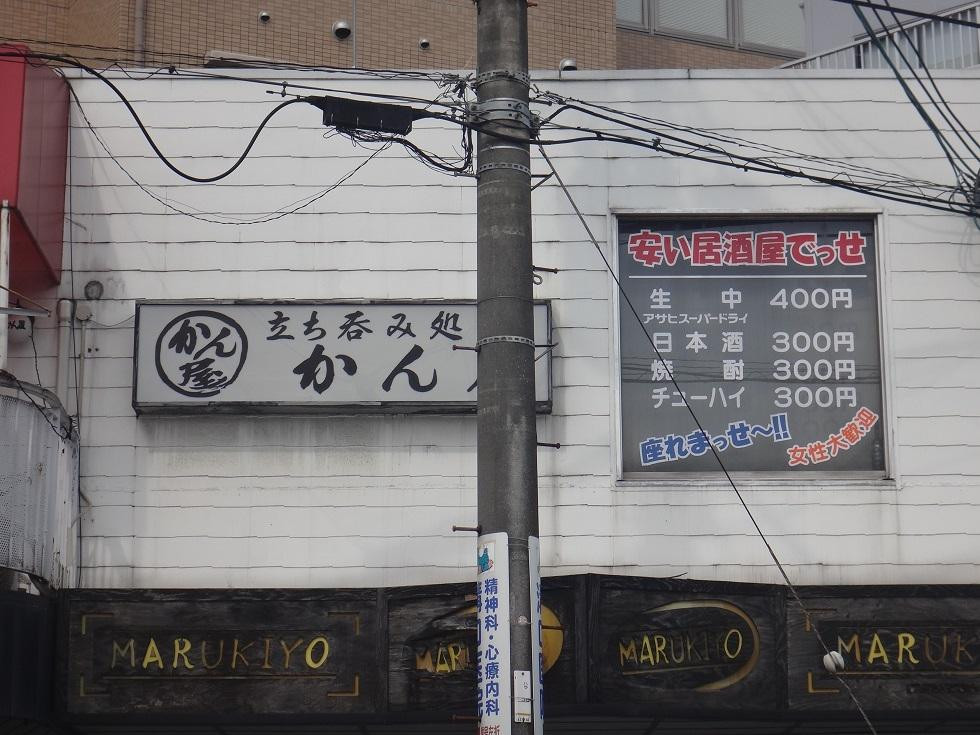 安い居酒屋でっせ
生中 400円
アサヒスーパードライ
日本酒 300円
焼酎 300円
チューハイ 300円
座れまっせ〜!!
女性大歓迎
かん屋
立ち呑み処
かん
精神科・心療内科
MARUKIYO
MARU
MARUKIYO
MARUK